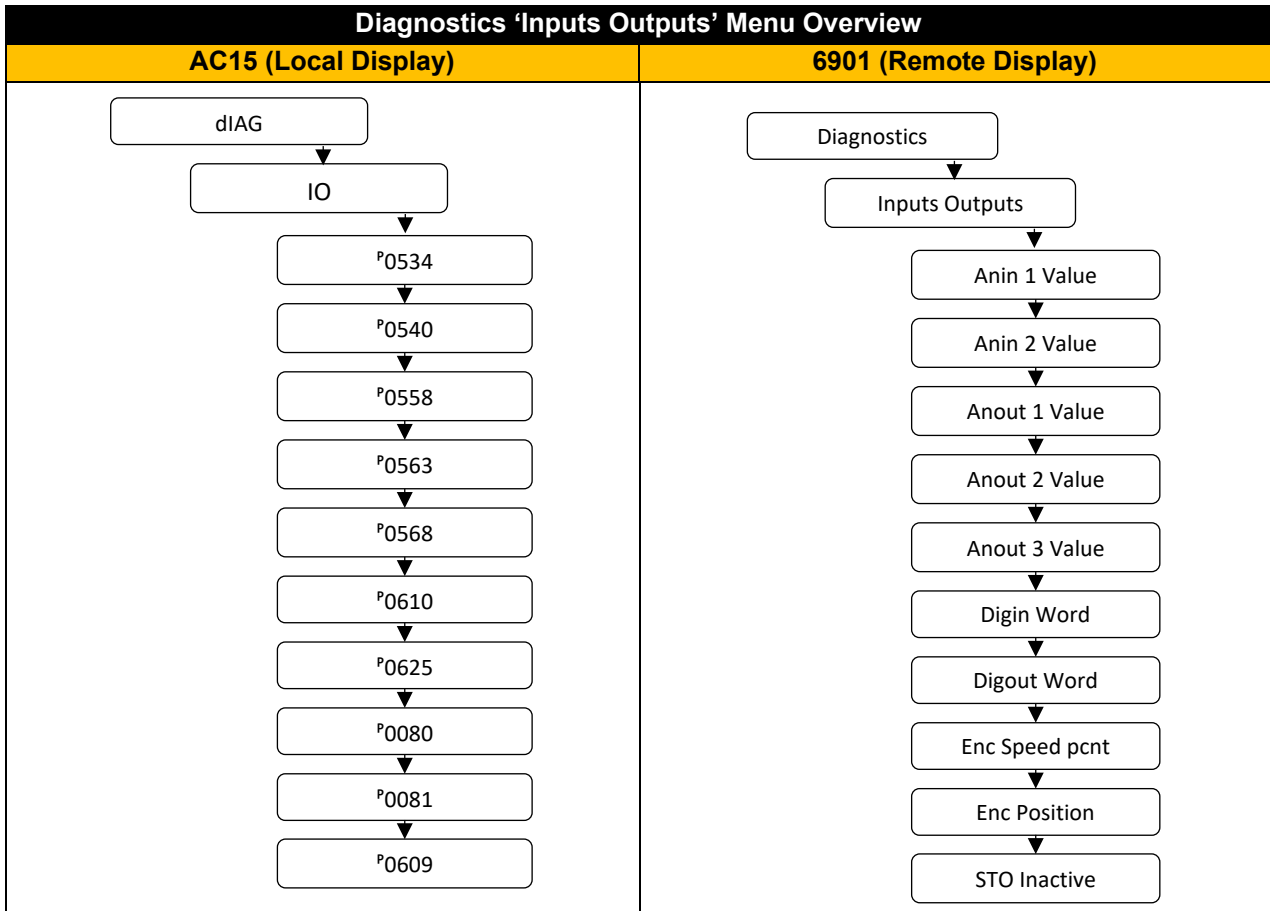 Diagnostics ‘Inputs Outputs’ Menu Overview
AC15 (Local Display)
dIAG
IO
ᴾ0534
ᴾ0540
ᴾ0558
ᴾ0563
ᴾ0568
ᴾ0610
ᴾ0625
ᴾ0080
ᴾ0081
ᴾ0609
6901 (Remote Display)
Diagnostics
Inputs Outputs
Anin 1 Value
Anin 2 Value
Anout 1 Value
Anout 2 Value
Anout 3 Value
Digin Word
Digout Word
Enc Speed pcnt
Enc Position
STO Inactive